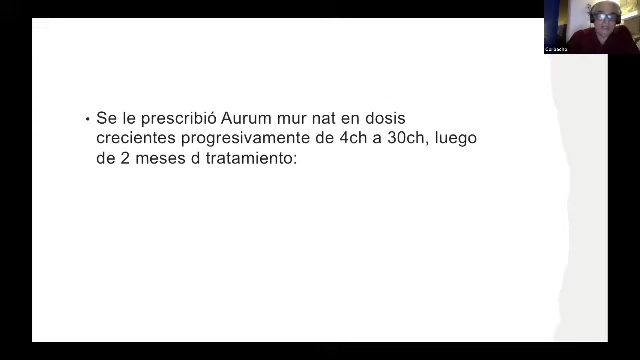 • Se le prescribió Aurum mur nat en dosis
crecientes progresivamente de 4ch a 30ch, luego
de 2 meses d tratamiento: